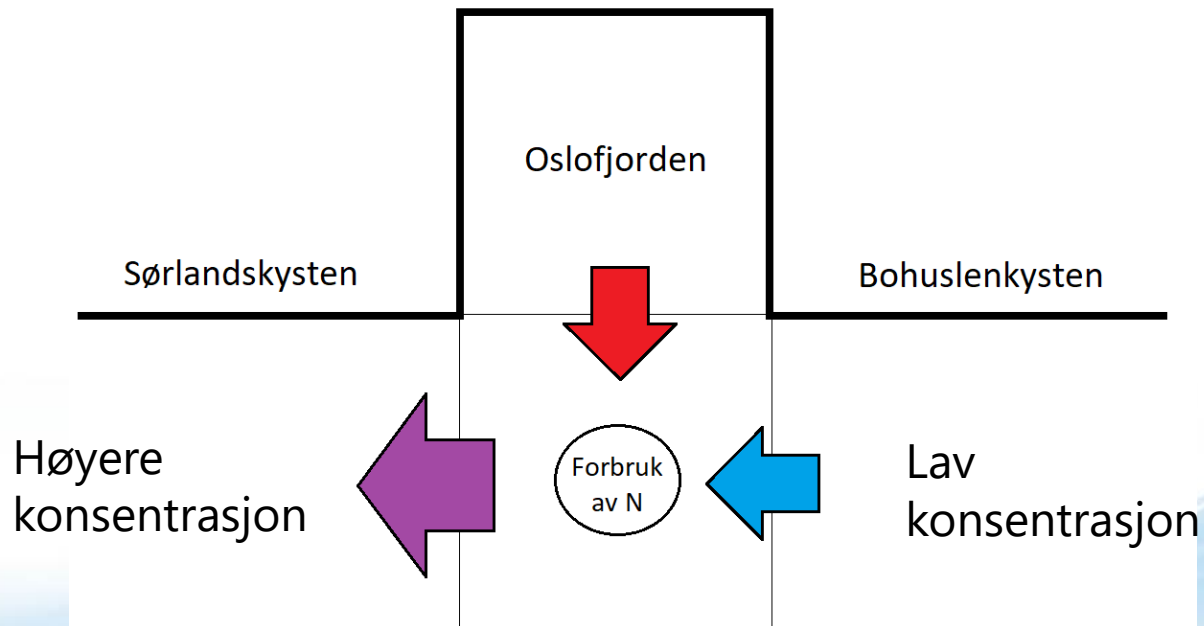 Oslofjorden
Sørlandskysten
Bohuslenkysten
Høyere
konsentrasjon
Forbruk
av N
Lav
konsentrasjon